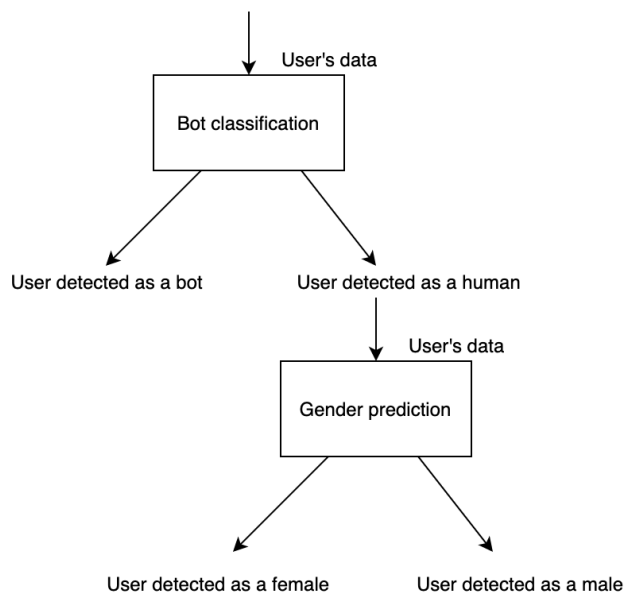 User's data
Bot classification
User detected as a bot
User detected as a human
User's data
Gender prediction
User detected as a female
User detected as a male